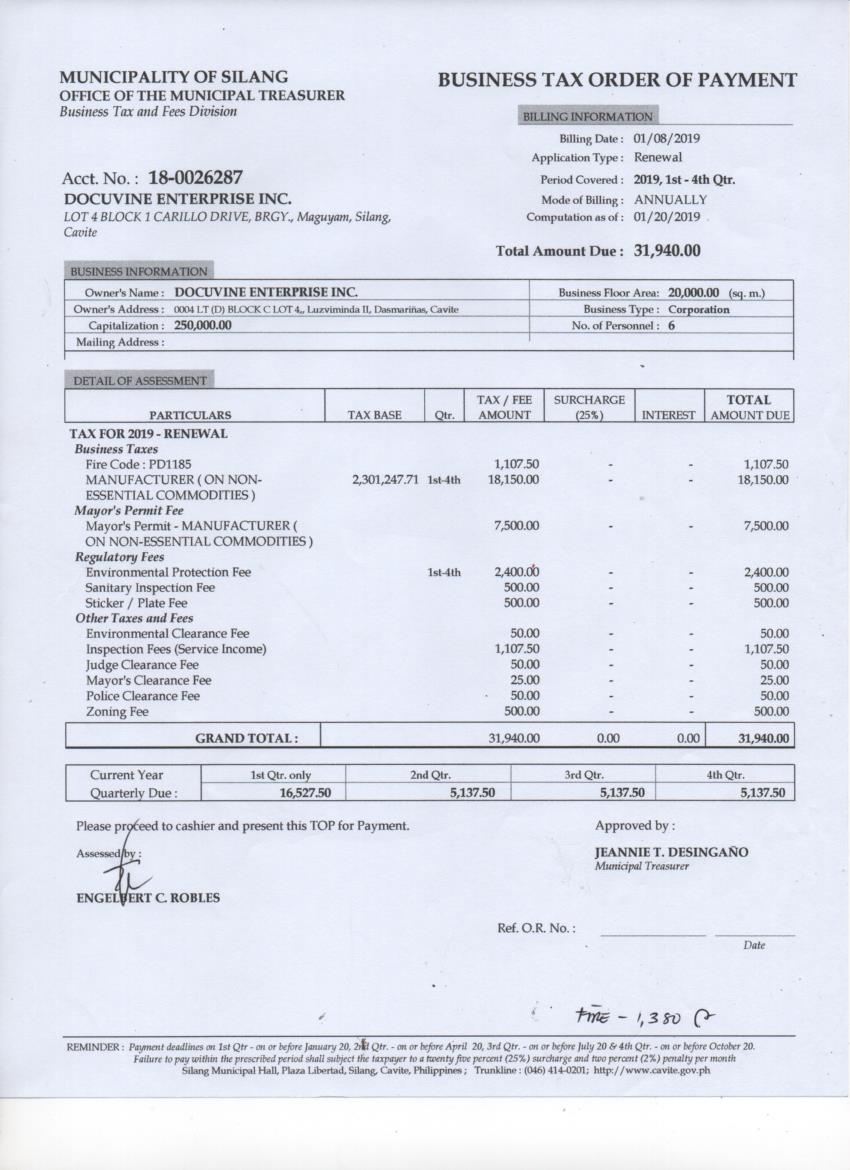 MUNICIPALITY OF SILANG
OFFICE OF THE MUNICIPAL TREASURER
Business Tax and Fees Division
BUSINESS TAX ORDER OF PAYMENT
BILLING INFORMATION
Billing Date : 01/08/2019
Application Type : Renewal
Period Covered : 2019, 1st - 4th Qtr.
Mode of Billing : ANNUALLY
Computation as of : 01/20/2019
Total Amount Due : 31,940.00
Acct. No. : 18-0026287
DOCUVINE ENTERPRISE INC.
LOT 4 BLOCK 1 CARILLO DRIVE, BRGY., Maguyam, Silang,
Cavite
BUSINESS INFORMATION
Owner's Name : DOCUVINE ENTERPRISE INC. Business Floor Area: 20,000.00 (sq. m.)
Owner's Address : 0004 LT (D) BLOCK C LOT 4,, Luzviminda II, Dasmariñas, Cavite Business Type : Corporation
Capitalization : 250,000.00 No. of Personnel : 6
Mailing Address :
DETAIL OF ASSESSMENT
PARTICULARS TAX BASE Qtr. TAX / FEE AMOUNT SURCHARGE (25%) INTEREST TOTAL AMOUNT DUE
TAX FOR 2019 - RENEWAL
Business Taxes
Fire Code : PD1185 1,107.50 - - 1,107.50
MANUFACTURER ( ON NON- 2,301,247.71 1st-4th 18,150.00 - - 18,150.00
ESSENTIAL COMMODITIES )
Mayor's Permit Fee
Mayor's Permit - MANUFACTURER ( 7,500.00 - - 7,500.00
ON NON-ESSENTIAL COMMODITIES )
Regulatory Fees
Environmental Protection Fee 1st-4th 2,400.00 - - 2,400.00
Sanitary Inspection Fee 500.00 - - 500.00
Sticker / Plate Fee 500.00 - - 500.00
Other Taxes and Fees
Environmental Clearance Fee 50.00 - - 50.00
Inspection Fees (Service Income) 1,107.50 - - 1,107.50
Judge Clearance Fee 50.00 - - 50.00
Mayor's Clearance Fee 25.00 - - 25.00
Police Clearance Fee 50.00 - - 50.00
Zoning Fee 500.00 - - 500.00
GRAND TOTAL : 31,940.00 0.00 0.00 31,940.00
Current Year 1st Qtr. only 2nd Qtr. 3rd Qtr. 4th Qtr.
Quarterly Due : 16,527.50 5,137.50 5,137.50 5,137.50
Please proceed to cashier and present this TOP for Payment.
Approved by :
Assessed by :
JEANNIE T. DESINGAÑO
Municipal Treasurer
ENGELBERT C. ROBLES
Ref. O.R. No. :
Date
FIRE - 1,380
REMINDER : Payment deadlines on 1st Qtr - on or before January 20, 2nd Qtr. - on or before April 20, 3rd Qtr. - on or before July 20 & 4th Qtr. - on or before October 20.
Failure to pay within the prescribed period shall subject the taxpayer to a twenty five percent (25%) surcharge and two percent (2%) penalty per month
Silang Municipal Hall, Plaza Libertad, Silang, Cavite, Philippines ; Trunkline : (046) 414-0201; http://www.cavite.gov.ph